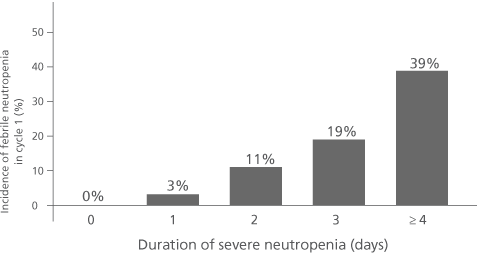 Incidence of febrile neutropenia
in cycle 1 (%)
50
40
30
20
10
0
0%
3%
11%
19%
39%
0 1 2 3 ≥ 4
Duration of severe neutropenia (days)